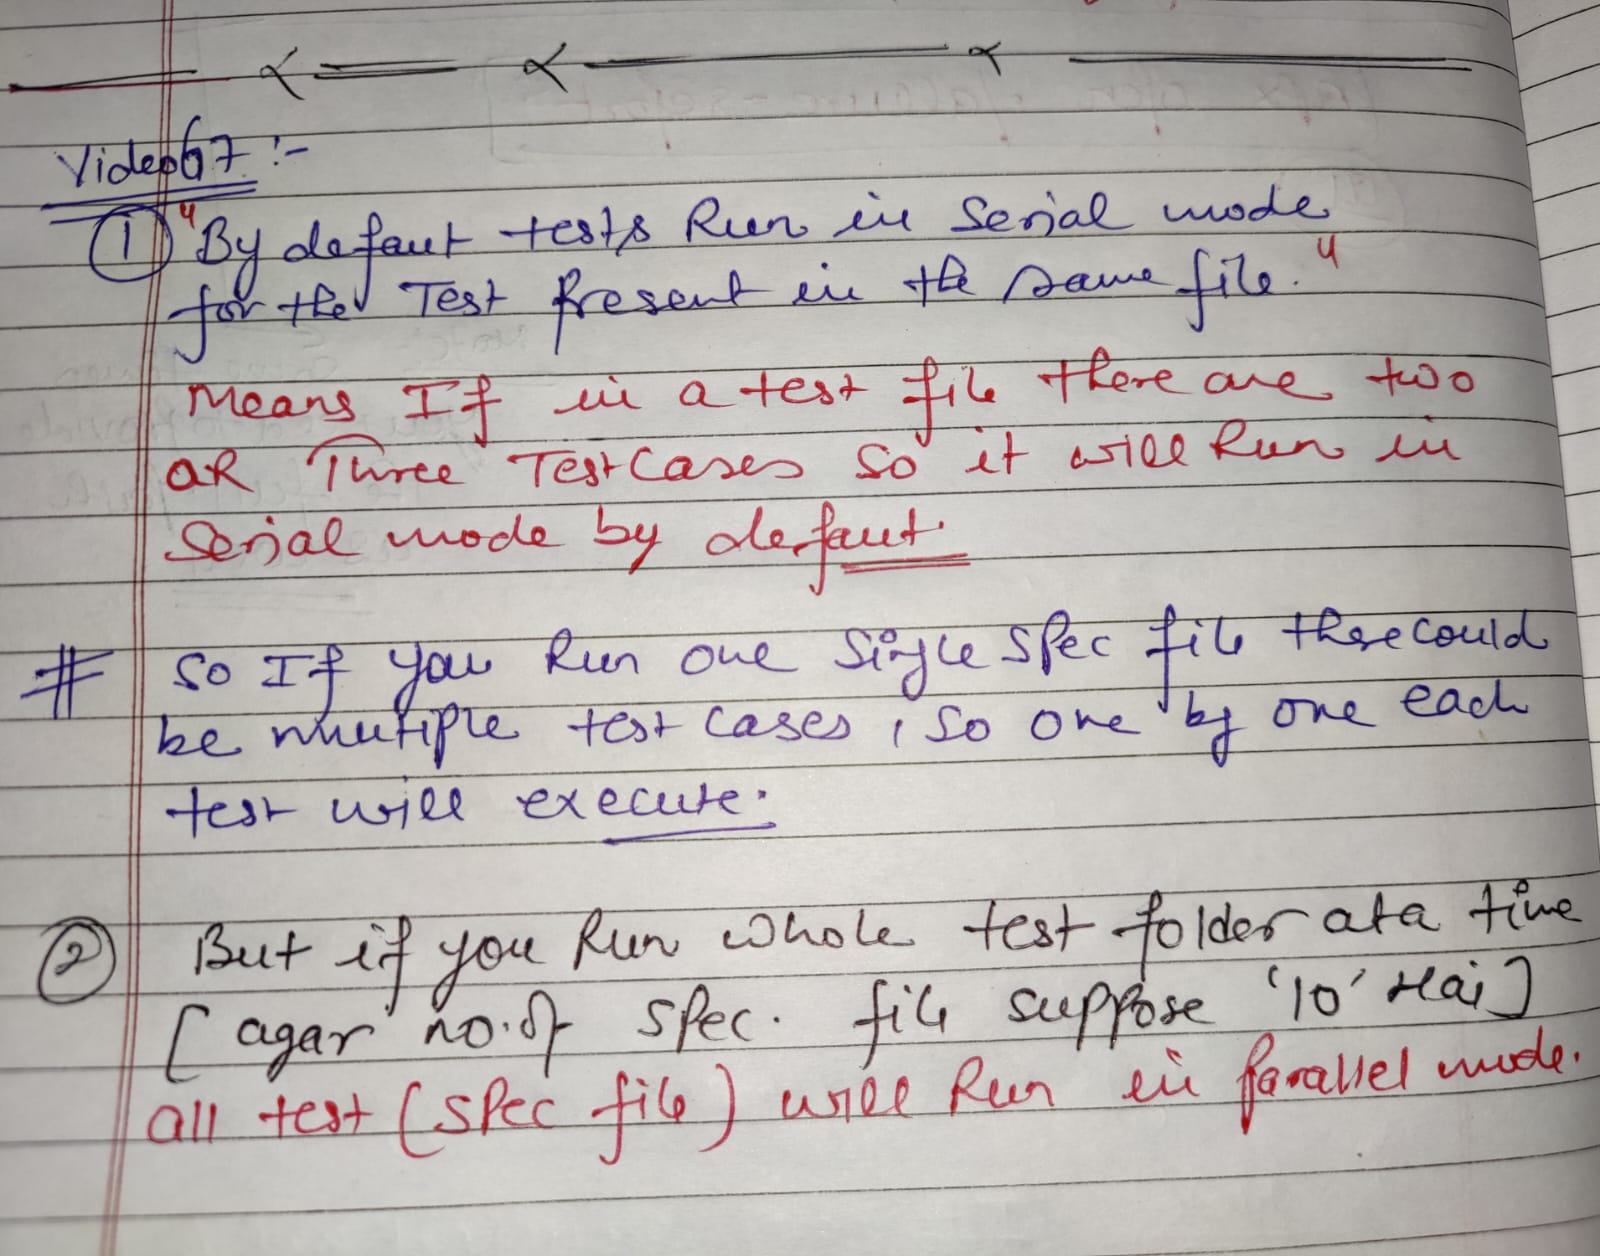 Video67 :-
① "By defaut tests Run in Serial mode
for the Test Present in the same file."
Means If in a test file there are two
OR Three TestCases so it will Run in
Serial mode by defaut.
# So If you Run one Single Spec file there could
be multiple test cases, so one by one each
test will execute.
② But if you Run whole test folder at a time
[agar no. of spec. file suppose '10' Hai]
all test (spec file) will Run in parallel mode.